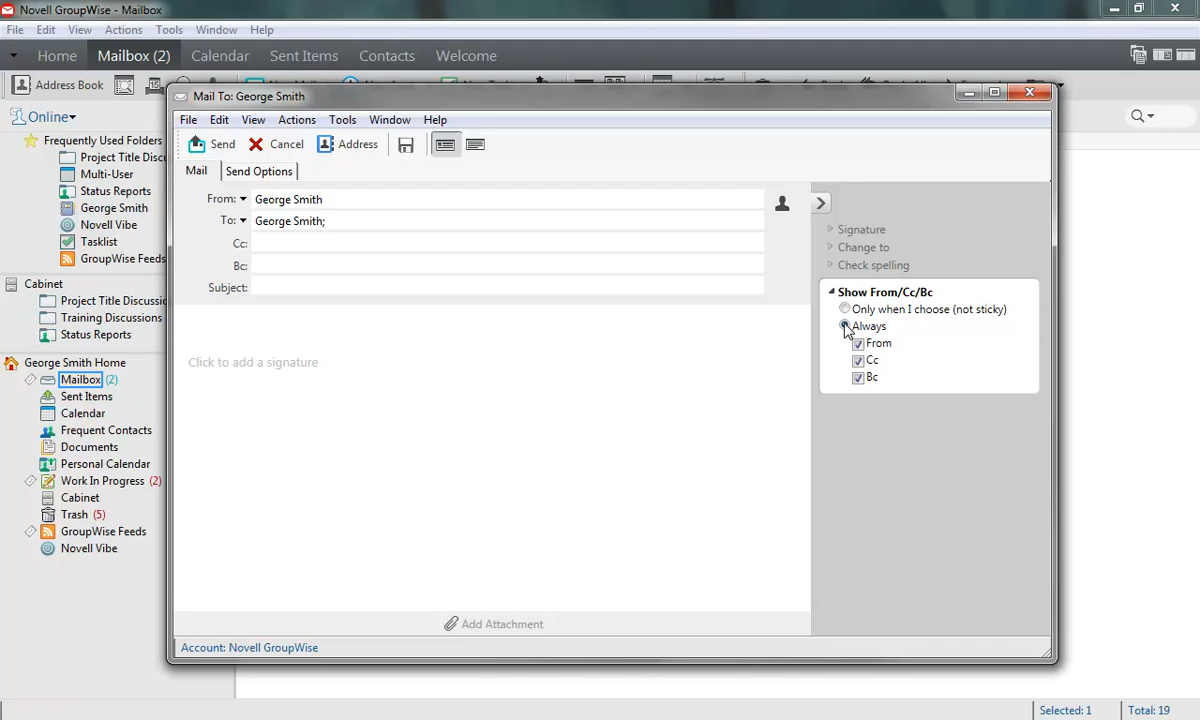 Novell GroupWise - Mailbox
File Edit View Actions Tools Window Help
Home Mailbox (2) Calendar Sent Items Contacts Welcome
Address Book
Online
Frequently Used Folders
Project Title Discu
Multi-User
Status Reports
George Smith
Novell Vibe
Tasklist
GroupWise Feeds
Cabinet
Project Title Discussio
Training Discussions
Status Reports
George Smith Home
Mailbox (2)
Sent Items
Calendar
Frequent Contacts
Documents
Personal Calendar
Work In Progress (2)
Cabinet
Trash (5)
GroupWise Feeds
Novell Vibe
Mail To: George Smith
File Edit View Actions Tools Window Help
Send Cancel Address
Mail Send Options
From: George Smith
To: George Smith;
Cc:
Bc:
Subject:
Click to add a signature
Add Attachment
Account: Novell GroupWise
Signature
Change to
Check spelling
Show From/Cc/Bc
Only when I choose (not sticky)
Always
From
Cc
Bc
Selected: 1 Total: 19